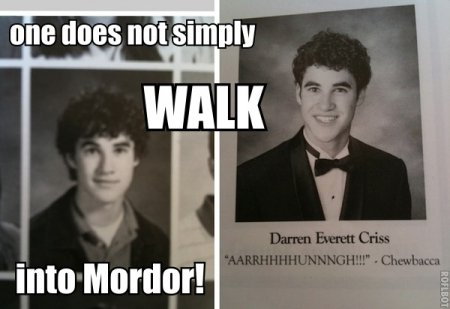 one does not simply
WALK
into Mordor!
Darren Everett Criss
"AARRHHHHUNNNGH!!!" - Chewbacca
ROFLBOT